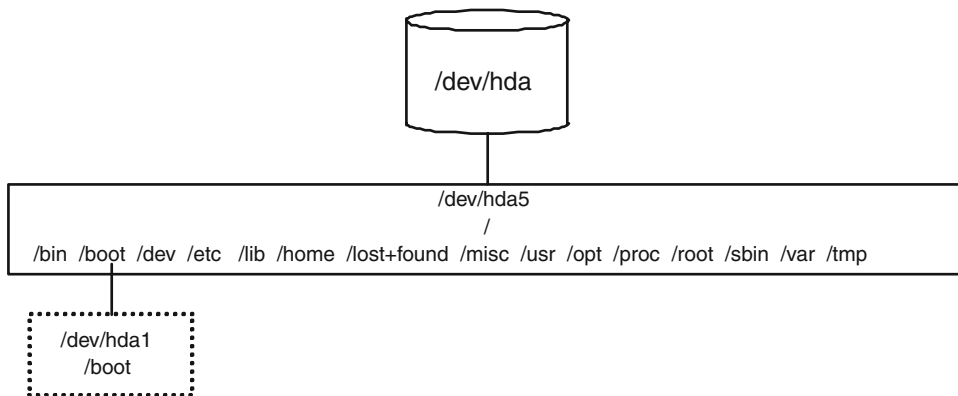 /dev/hda
/dev/hda5
/
/bin /boot /dev /etc /lib /home /lost+found /misc /usr /opt /proc /root /sbin /var /tmp
/dev/hda1
/boot